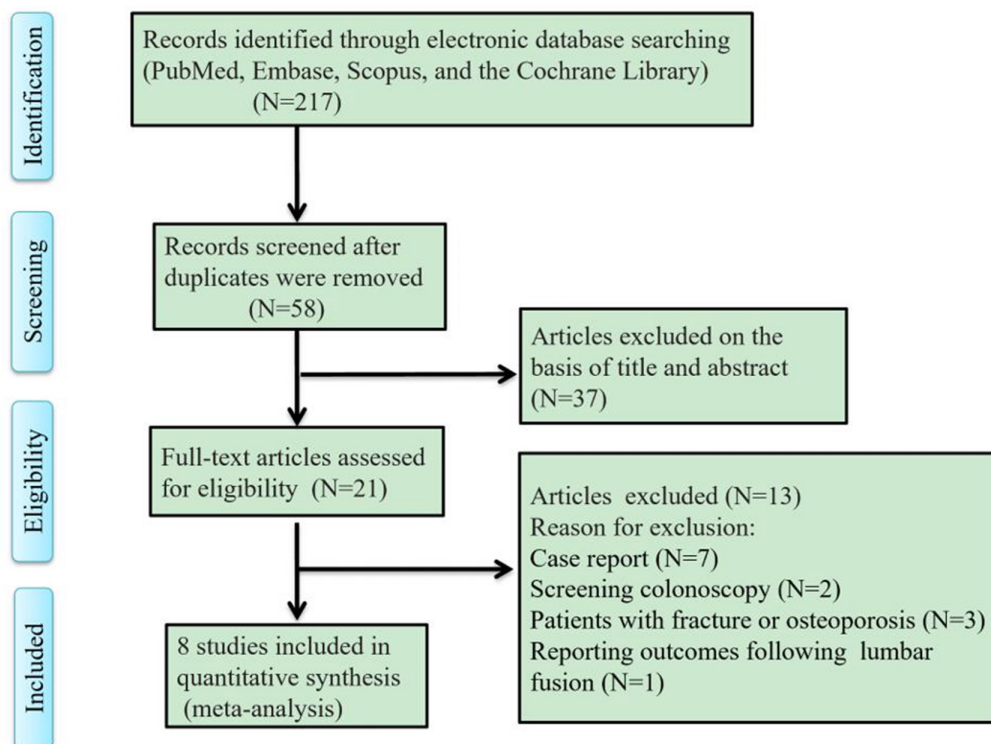 Identification
Records identified through electronic database searching
(PubMed, Embase, Scopus, and the Cochrane Library)
(N=217)
Screening
Records screened after
duplicates were removed
(N=58)
Articles excluded on the
basis of title and abstract
(N=37)
Eligibility
Full-text articles assessed
for eligibility (N=21)
Articles excluded (N=13)
Reason for exclusion:
Case report (N=7)
Screening colonoscopy (N=2)
Patients with fracture or osteoporosis (N=3)
Reporting outcomes following lumbar
fusion (N=1)
Included
8 studies included in
quantitative synthesis
(meta-analysis)